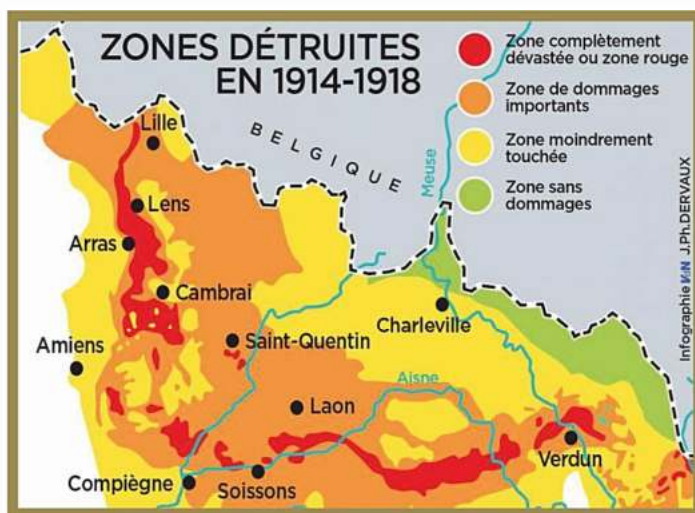 ZONES DÉTRUITES
EN 1914-1918
Zone complètement
dévastée ou zone rouge
Zone de dommages
importants
Zone moindrement
touchée
Zone sans
dommages
BELGIQUE
Meuse
Lille
Lens
Arras
Cambrai
Amiens
Saint-Quentin
Charleville
Aisne
Laon
Verdun
Compiègne
Soissons
Infographie VDN J.Ph.DERVAUX